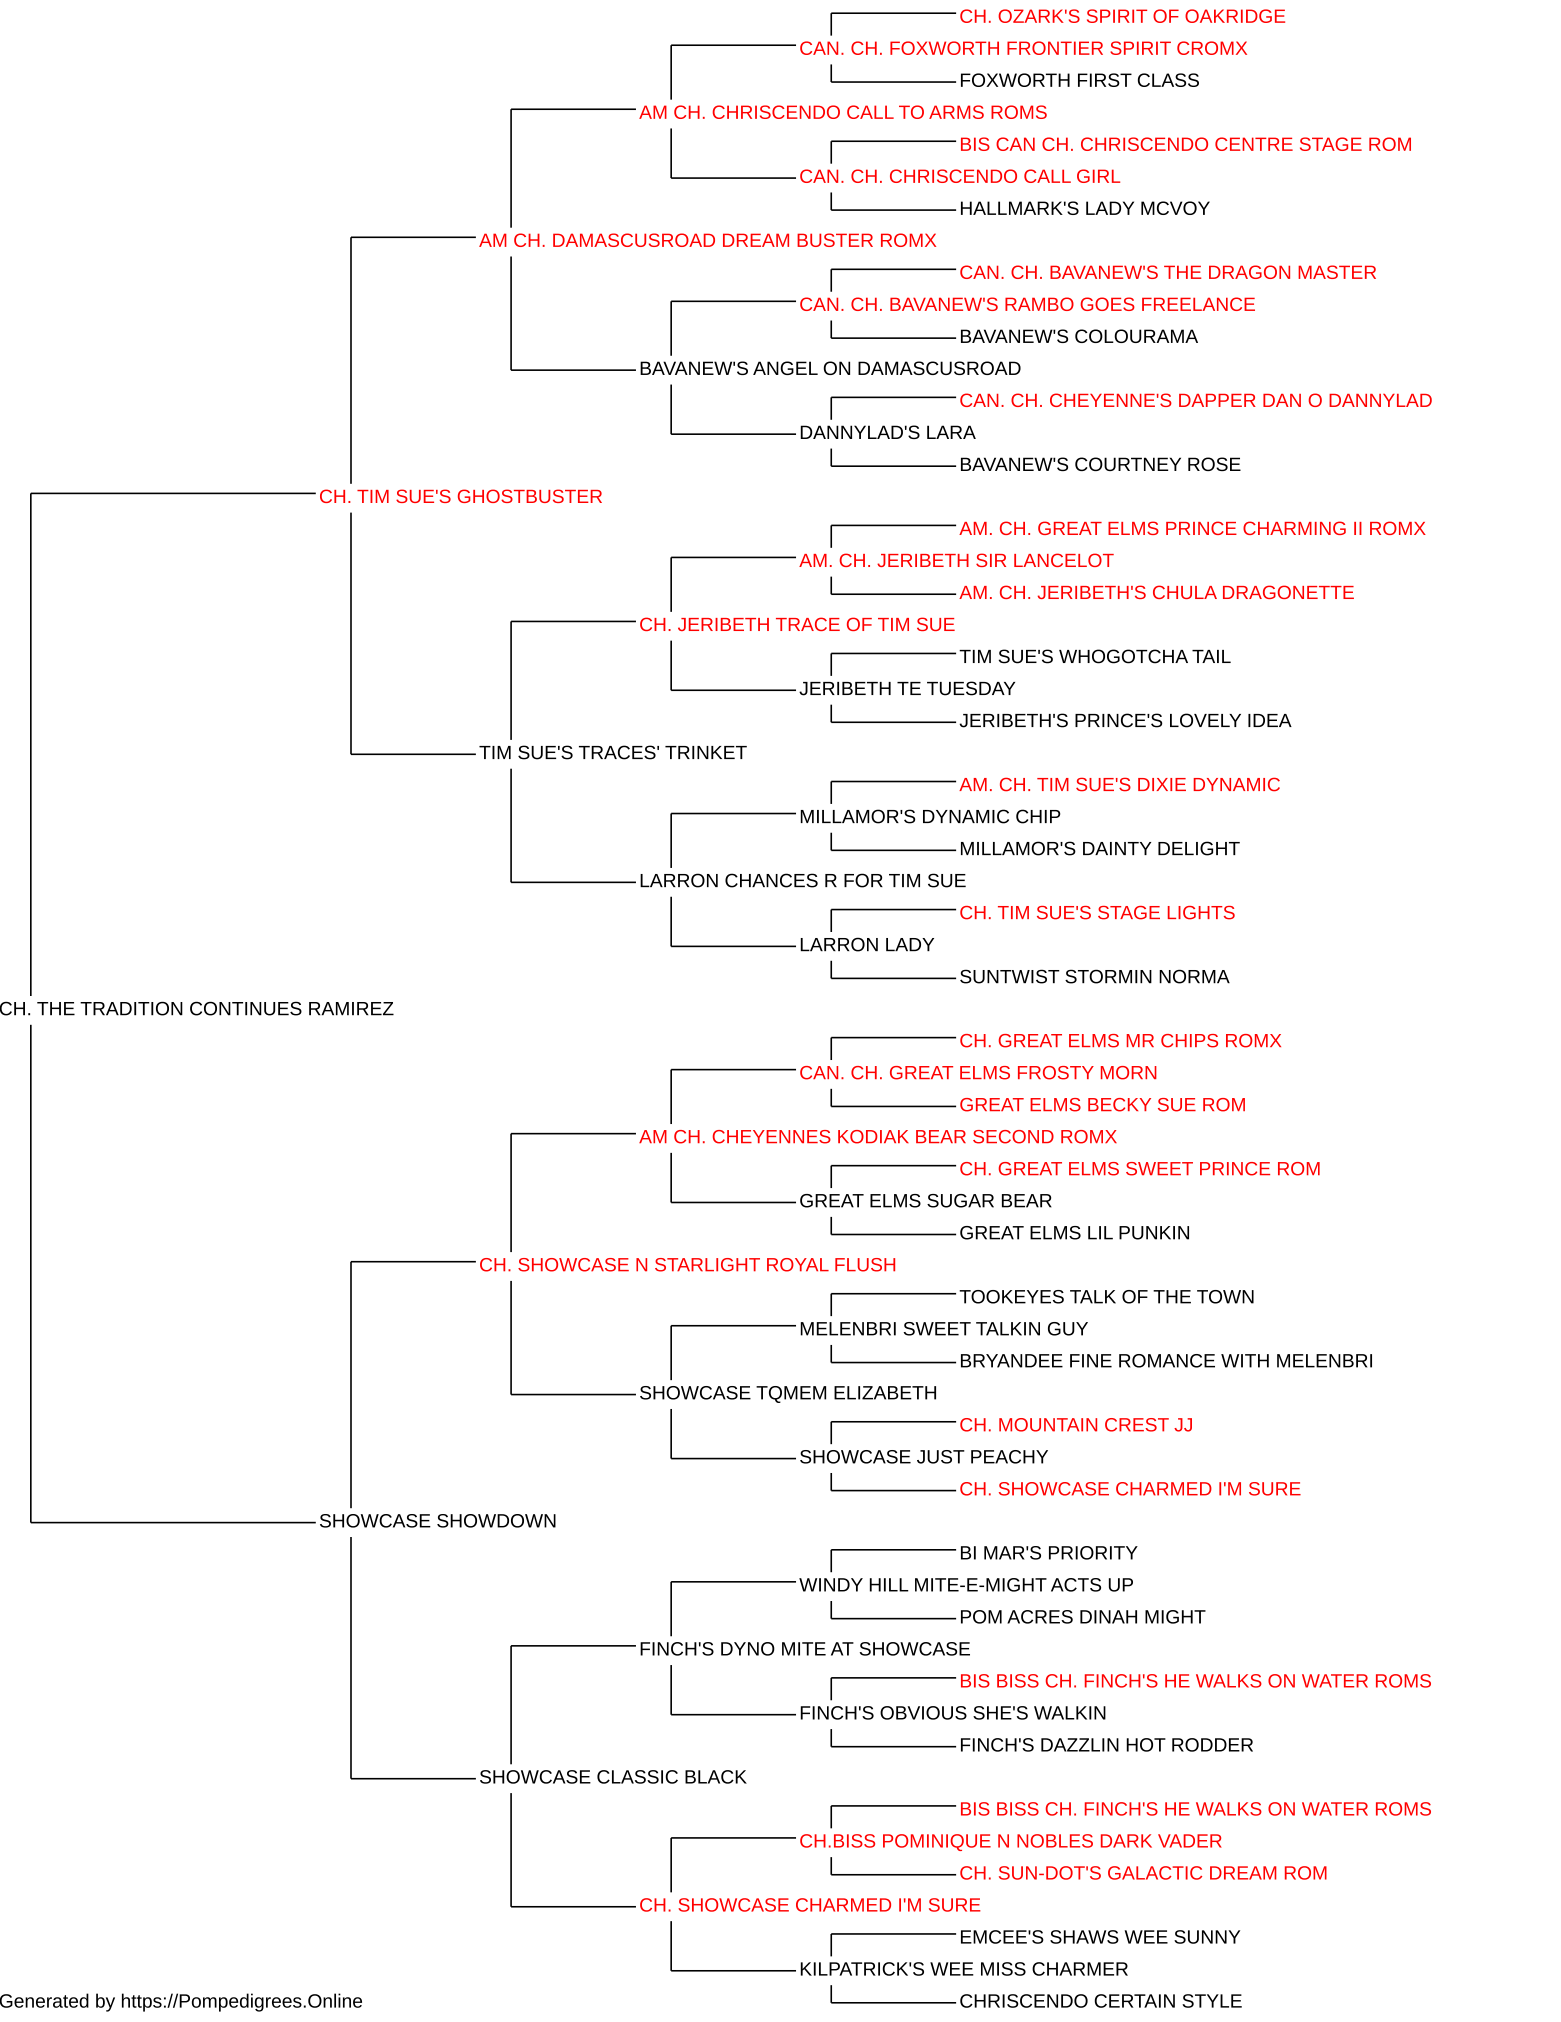 CH. OZARK'S SPIRIT OF OAKRIDGE
CAN. CH. FOXWORTH FRONTIER SPIRIT CROMX
FOXWORTH FIRST CLASS
AM CH. CHRISCENDO CALL TO ARMS ROMS
BIS CAN CH. CHRISCENDO CENTRE STAGE ROM
CAN. CH. CHRISCENDO CALL GIRL
HALLMARK'S LADY MCVOY
AM CH. DAMASCUSROAD DREAM BUSTER ROMX
CAN. CH. BAVANEW'S THE DRAGON MASTER
CAN. CH. BAVANEW'S RAMBO GOES FREELANCE
BAVANEW'S COLOURAMA
BAVANEW'S ANGEL ON DAMASCUSROAD
CAN. CH. CHEYENNE'S DAPPER DAN O DANNYLAD
DANNYLAD'S LARA
BAVANEW'S COURTNEY ROSE
CH. TIM SUE'S GHOSTBUSTER
AM. CH. GREAT ELMS PRINCE CHARMING II ROMX
AM. CH. JERIBETH SIR LANCELOT
AM. CH. JERIBETH'S CHULA DRAGONETTE
CH. JERIBETH TRACE OF TIM SUE
TIM SUE'S WHOGOTCHA TAIL
JERIBETH TE TUESDAY
JERIBETH'S PRINCE'S LOVELY IDEA
TIM SUE'S TRACES' TRINKET
AM. CH. TIM SUE'S DIXIE DYNAMIC
MILLAMOR'S DYNAMIC CHIP
MILLAMOR'S DAINTY DELIGHT
LARRON CHANCES R FOR TIM SUE
CH. TIM SUE'S STAGE LIGHTS
LARRON LADY
SUNTWIST STORMIN NORMA
CH. THE TRADITION CONTINUES RAMIREZ
CH. GREAT ELMS MR CHIPS ROMX
CAN. CH. GREAT ELMS FROSTY MORN
GREAT ELMS BECKY SUE ROM
AM CH. CHEYENNES KODIAK BEAR SECOND ROMX
CH. GREAT ELMS SWEET PRINCE ROM
GREAT ELMS SUGAR BEAR
GREAT ELMS LIL PUNKIN
CH. SHOWCASE N STARLIGHT ROYAL FLUSH
TOOKEYES TALK OF THE TOWN
MELENBRI SWEET TALKIN GUY
BRYANDEE FINE ROMANCE WITH MELENBRI
SHOWCASE TQMEM ELIZABETH
CH. MOUNTAIN CREST JJ
SHOWCASE JUST PEACHY
CH. SHOWCASE CHARMED I'M SURE
SHOWCASE SHOWDOWN
BI MAR'S PRIORITY
WINDY HILL MITE-E-MIGHT ACTS UP
POM ACRES DINAH MIGHT
FINCH'S DYNO MITE AT SHOWCASE
BIS BISS CH. FINCH'S HE WALKS ON WATER ROMS
FINCH'S OBVIOUS SHE'S WALKIN
FINCH'S DAZZLIN HOT RODDER
SHOWCASE CLASSIC BLACK
BIS BISS CH. FINCH'S HE WALKS ON WATER ROMS
CH.BISS POMINIQUE N NOBLES DARK VADER
CH. SUN-DOT'S GALACTIC DREAM ROM
CH. SHOWCASE CHARMED I'M SURE
EMCEE'S SHAWS WEE SUNNY
KILPATRICK'S WEE MISS CHARMER
CHRISCENDO CERTAIN STYLE
Generated by https://Pompedigrees.Online